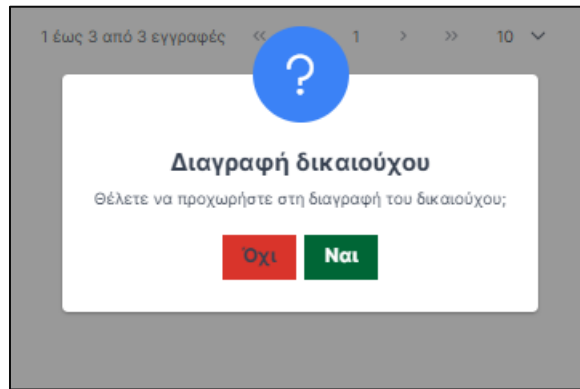 1 έως 3 από 3 εγγραφές « 1 > >> 10
?
Διαγραφή δικαιούχου
Θέλετε να προχωρήστε στη διαγραφή του δικαιούχου;
Όχι Ναι